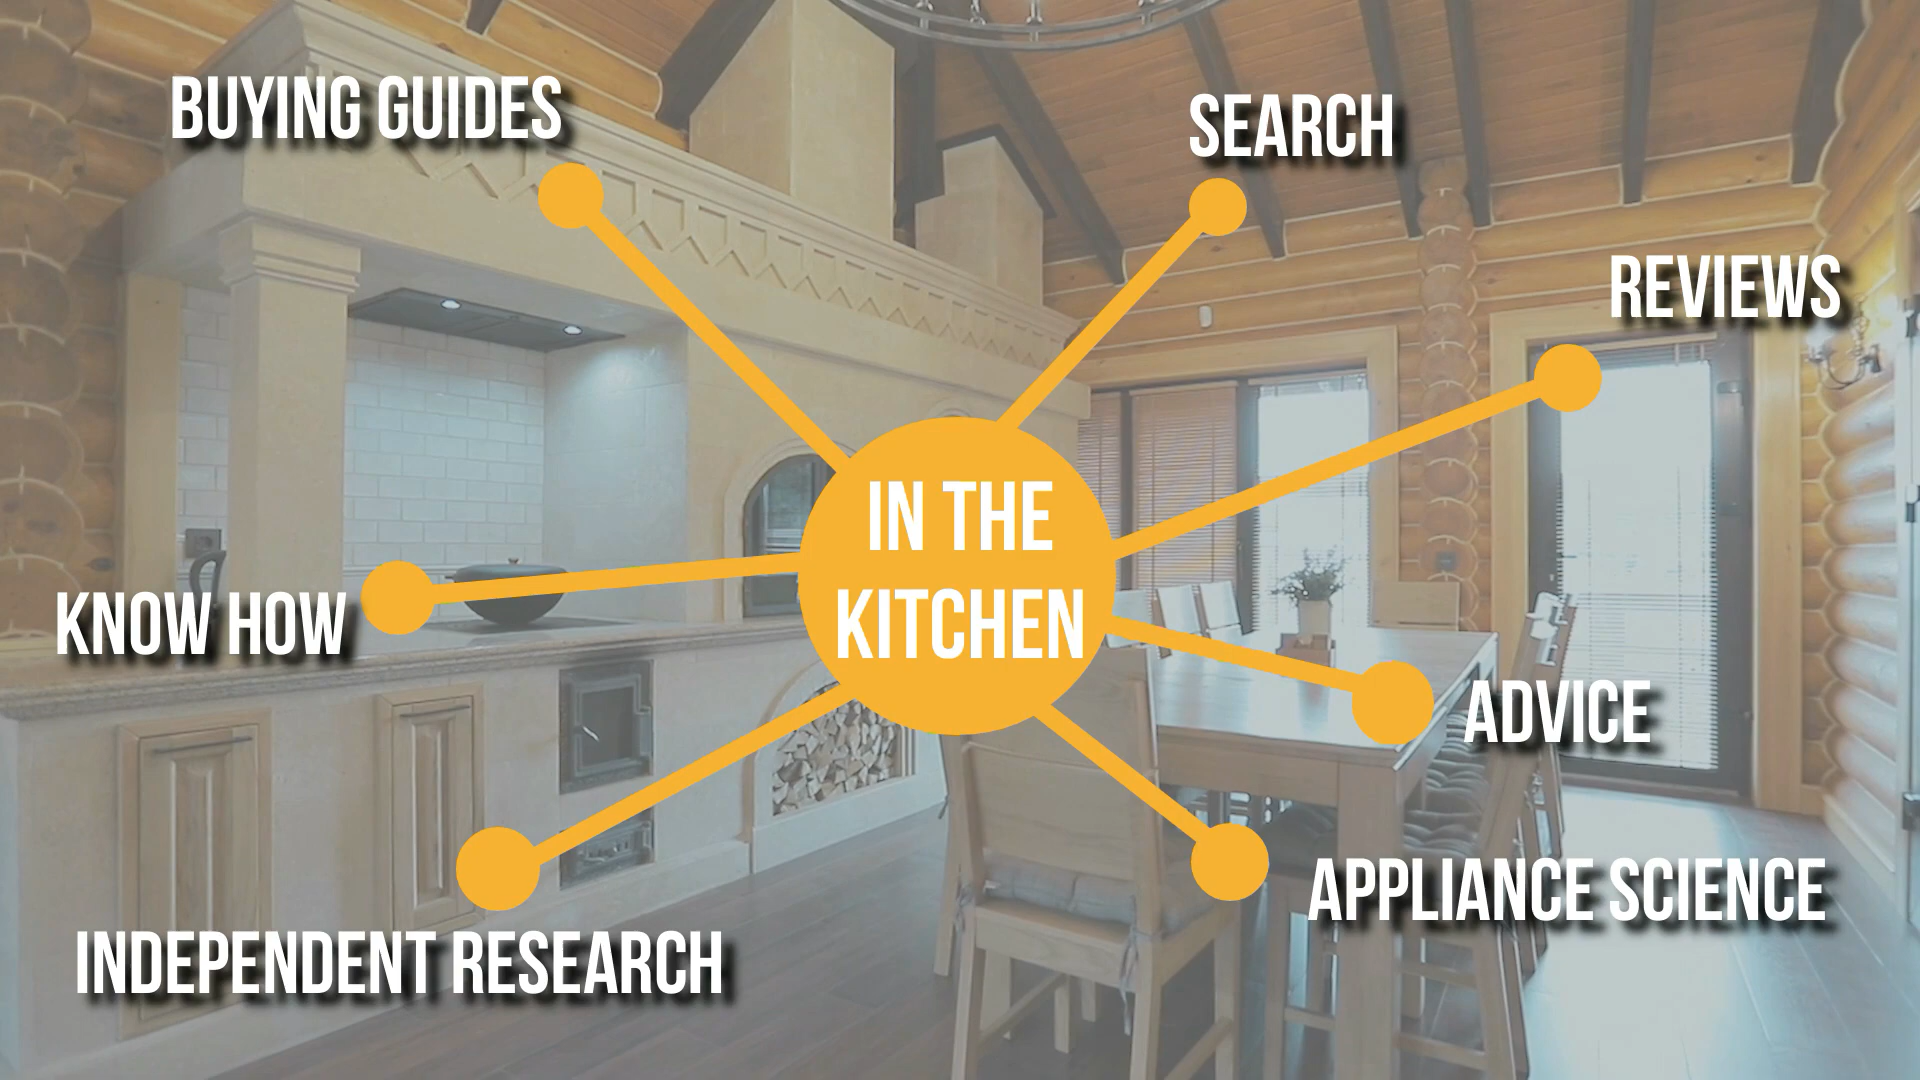 BUYING GUIDES
SEARCH
REVIEWS
IN THE
KITCHEN
KNOW HOW
ADVICE
APPLIANCE SCIENCE
INDEPENDENT RESEARCH